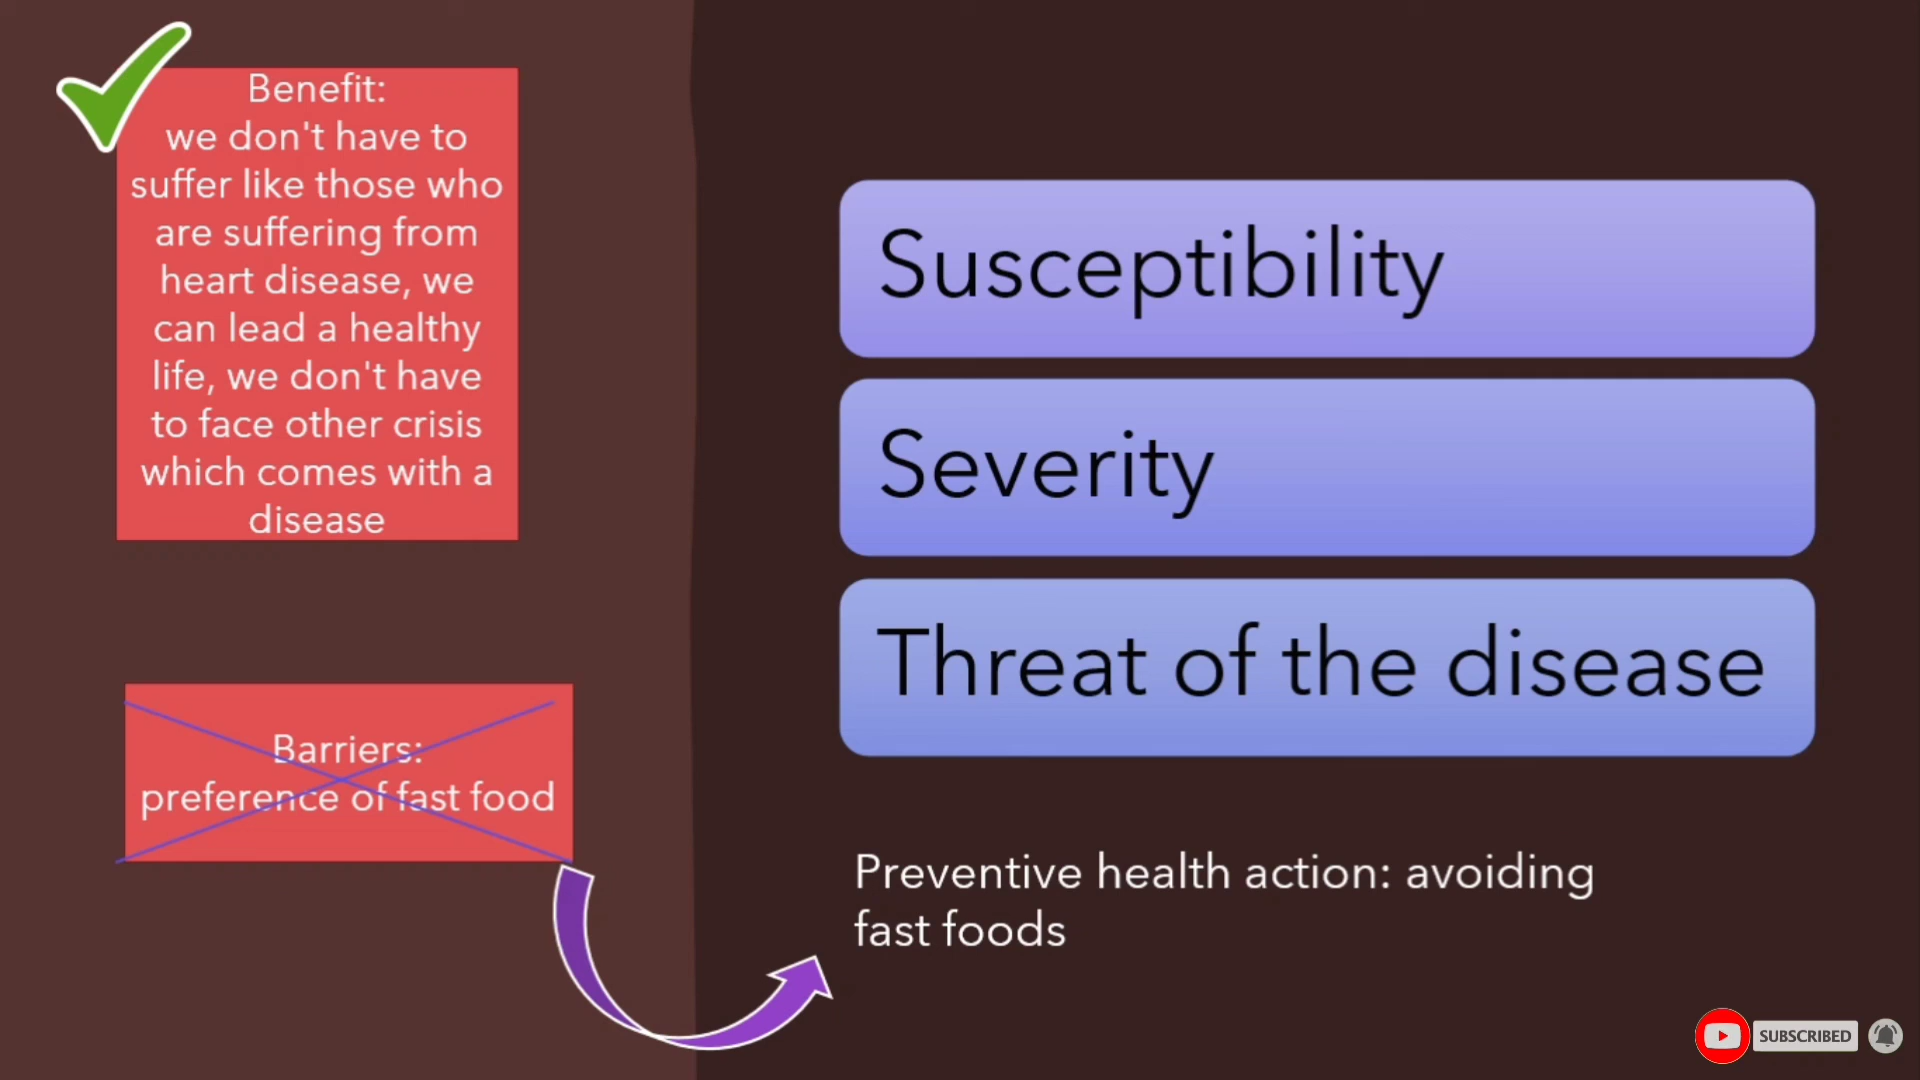 Benefit:
we don't have to
suffer like those who
are suffering from
heart disease, we
can lead a healthy
life, we don't have
to face other crisis
which comes with a
disease
Barriers:
preference of fast food
Susceptibility
Severity
Threat of the disease
Preventive health action: avoiding
fast foods
SUBSCRIBED